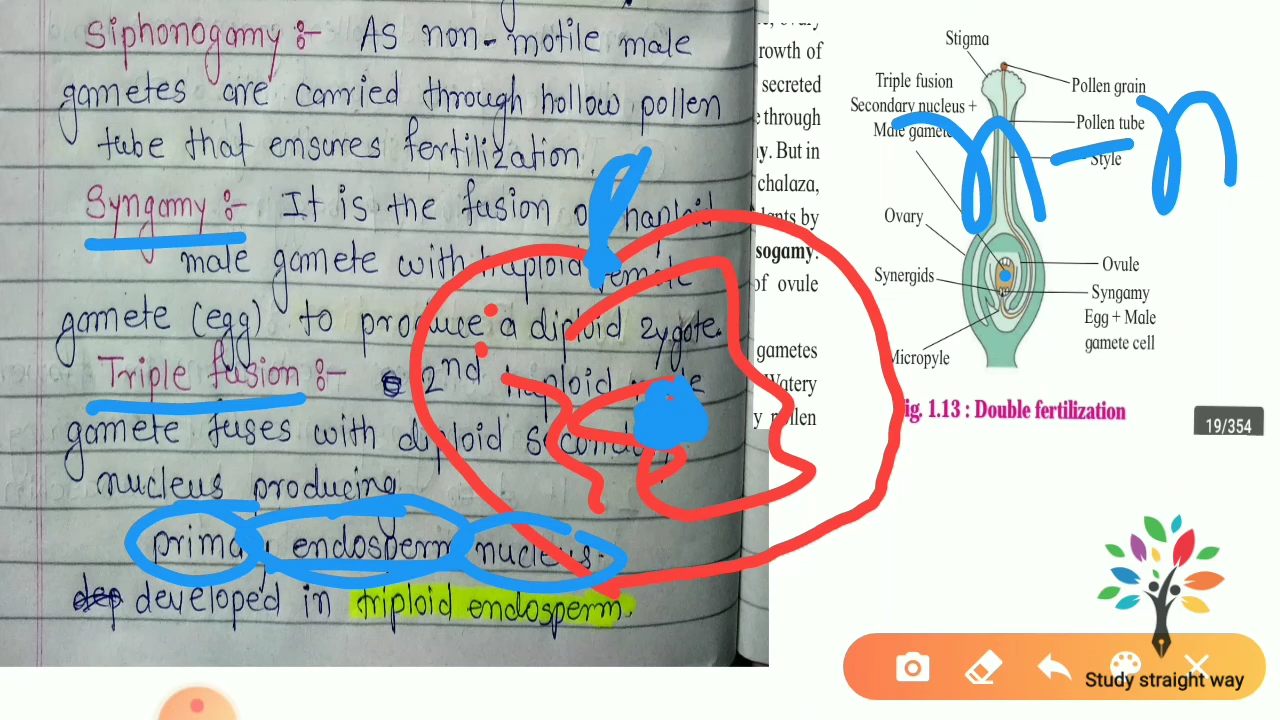 Siphonogamy :- As non-motile male
gametes are carried through hollow pollen
tube that ensures fertilization.
Syngamy :- It is the fusion of haploid
male gamete with haploid female
gamete (egg) to produce a diploid zygote.
Triple fusion :- 2nd haploid male
gamete fuses with diploid secondary
nucleus producing
primary endosperm nucleus.
developed in triploid endosperm.
rowth of
secreted
through
y. But in
chalaza,
ants by
sogamy.
of ovule
gametes
Watery
pollen
Stigma
Triple fusion
Secondary nucleus +
Male gamete
Ovary
Synergids
Micropyle
Pollen grain
Pollen tube
Style
Ovule
Syngamy
Egg + Male
gamete cell
Fig. 1.13 : Double fertilization
n - n
19/354
Study straight way